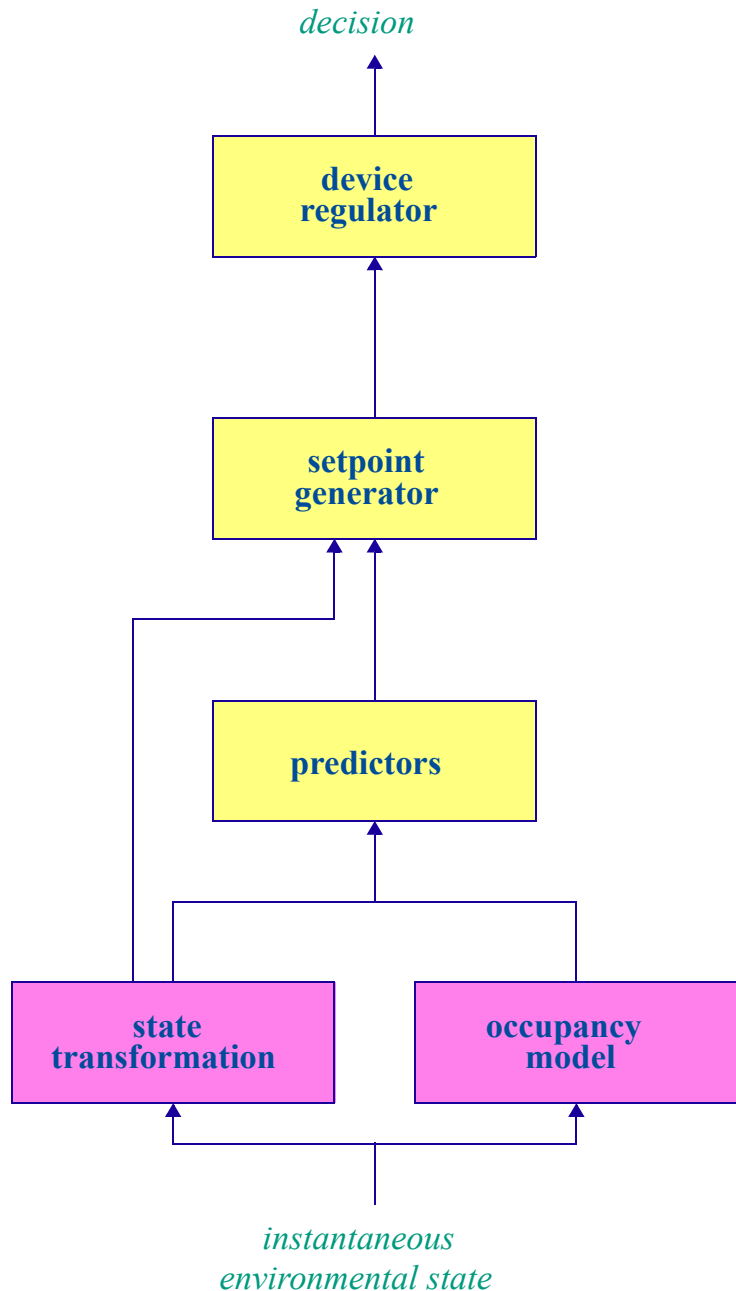 decision
device
regulator
setpoint
generator
predictors
state
transformation
occupancy
model
instantaneous
environmental state